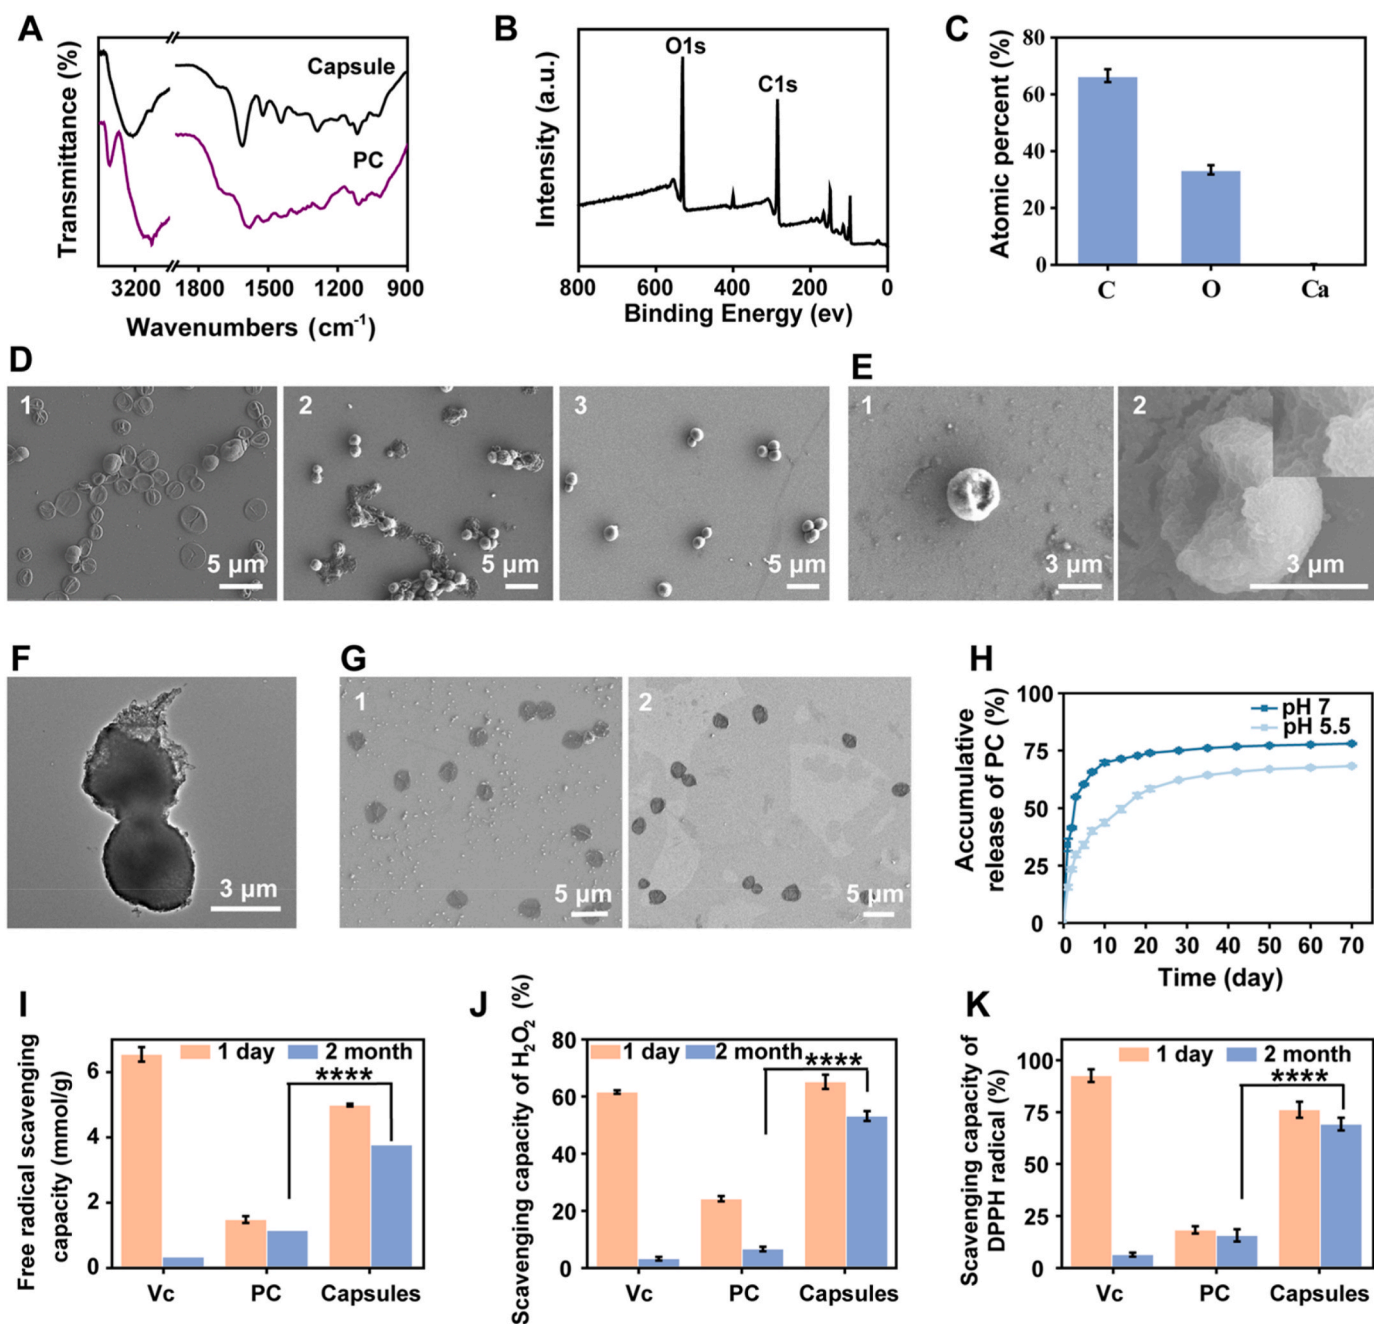 A
Transmittance (%)
Capsule
PC
3200 1800 1500 1200 900
Wavenumbers (cm⁻¹)
B
Intensity (a.u.)
O1s
C1s
800 600 400 200 0
Binding Energy (ev)
C
Atomic percent (%)
80
60
40
20
0
C O Ca
D
1
5 μm
2
5 μm
3
5 μm
E
1
3 μm
2
3 μm
F
3 μm
G
1
5 μm
2
5 μm
H
Accumulative
release of PC (%)
100
75
50
25
0
pH 7
pH 5.5
0 10 20 30 40 50 60 70
Time (day)
I
Free radical scavenging
capacity (mmol/g)
6
4
2
0
1 day 2 month
****
Vc PC Capsules
J
Scavenging capacity of H₂O₂ (%)
80
60
40
20
0
1 day 2 month
****
Vc PC Capsules
K
Scavenging capacity of
DPPH radical (%)
100
75
50
25
0
1 day 2 month
****
Vc PC Capsules